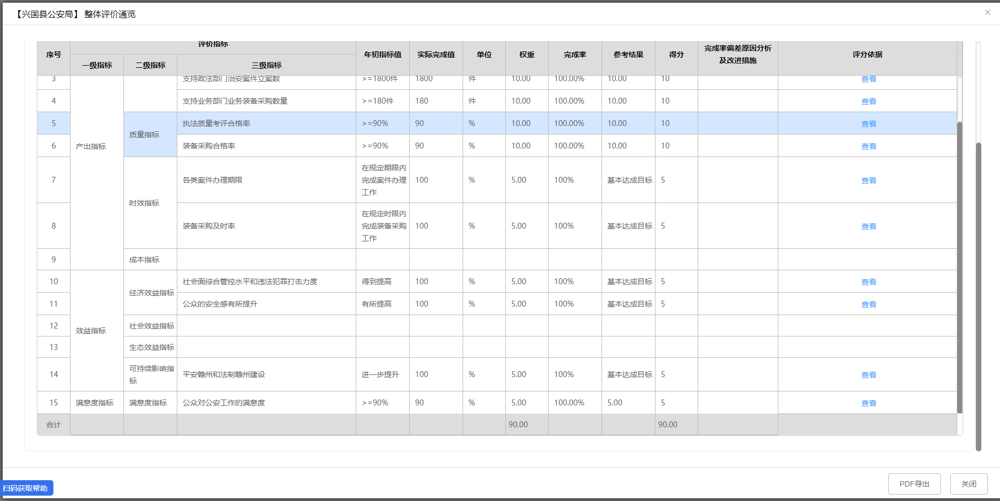 【兴国县公安局】 整体评价通览
序号 评价指标 年初指标值 实际完成值 单位 权重 完成率 参考结果 得分 完成率偏差原因分析及改进措施 评分依据
一级指标 二级指标 三级指标
3 支持政法部门治安案件立案数 >=1800件 1800 件 10.00 100.00% 10.00 10 查看
4 支持业务部门业务装备采购数量 >=180件 180 件 10.00 100.00% 10.00 10 查看
5 产出指标 质量指标 执法质量考评合格率 >=90% 90 % 10.00 100.00% 10.00 10 查看
6 装备采购合格率 >=90% 90 % 10.00 100.00% 10.00 10 查看
7 时效指标 各类案件办理期限 在规定期限内完成案件办理工作 100 % 5.00 100% 基本达成目标 5 查看
8 装备采购及时率 在规定时限内完成装备采购工作 100 % 5.00 100% 基本达成目标 5 查看
9 成本指标
10 效益指标 经济效益指标 社会面综合管控水平和违法犯罪打击力度 得到提高 100 % 5.00 100% 基本达成目标 5 查看
11 公众的安全感有所提升 有所提高 100 % 5.00 100% 基本达成目标 5 查看
12 社会效益指标
13 生态效益指标
14 可持续影响指标 平安赣州和法制赣州建设 进一步提升 100 % 5.00 100% 基本达成目标 5 查看
15 满意度指标 满意度指标 公众对公安工作的满意度 >=90% 90 % 5.00 100.00% 5.00 5 查看
合计 90.00 90.00
扫码获取帮助
PDF导出 关闭